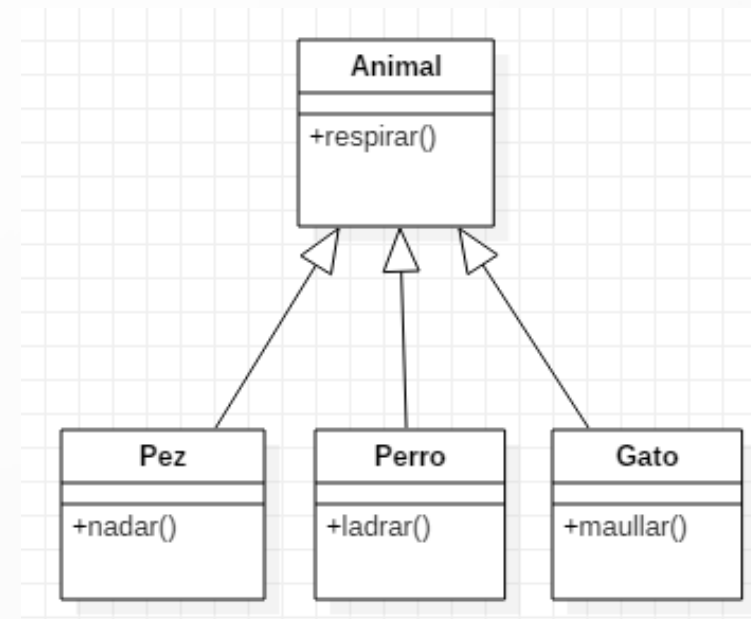 Animal
+respirar()
Pez
+nadar()
Perro
+ladrar()
Gato
+maullar()